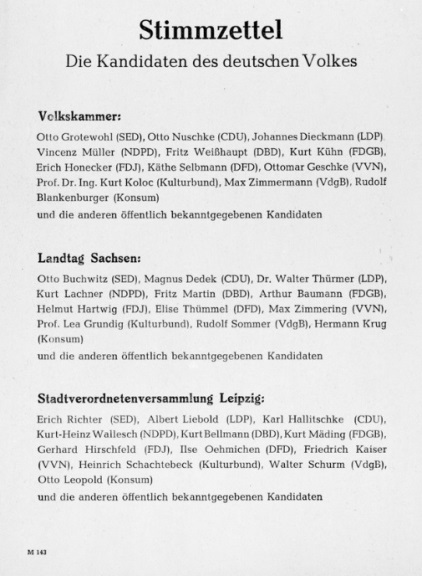 Stimmzettel
Die Kandidaten des deutschen Volkes
Volkskammer:
Otto Grotewohl (SED), Otto Nuschke (CDU), Johannes Dieckmann (LDP)
Vincenz Müller (NDPD), Fritz Weißhaupt (DBD), Kurt Kühn (FDGB),
Erich Honecker (FDJ), Käthe Selbmann (DFD), Ottomar Geschke (VVN),
Prof. Dr. Ing. Kurt Koloc (Kulturbund), Max Zimmermann (VdgB), Rudolf
Blankenburger (Konsum)
und die anderen öffentlich bekanntgegebenen Kandidaten
Landtag Sachsen:
Otto Buchwitz (SED), Magnus Dedek (CDU), Dr. Walter Thürmer (LDP),
Kurt Lachner (NDPD), Fritz Martin (DBD), Arthur Baumann (FDGB),
Helmut Hartwig (FDJ), Elise Thümmel (DFD), Max Zimmering (VVN),
Prof. Lea Grundig (Kulturbund), Rudolf Sommer (VdgB), Hermann Krug
(Konsum)
und die anderen öffentlich bekanntgegebenen Kandidaten
Stadtverordnetenversammlung Leipzig:
Erich Richter (SED), Albert Liebold (LDP), Karl Hallitschke (CDU),
Kurt-Heinz Wallesch (NDPD), Kurt Bellmann (DBD), Kurt Mäding (FDGB),
Gerhard Hirschfeld (FDJ), Ilse Oehmichen (DFD), Friedrich Kaiser
(VVN), Heinrich Schachtebeck (Kulturbund), Walter Schurm (VdgB),
Otto Leopold (Konsum)
und die anderen öffentlich bekanntgegebenen Kandidaten
M 143